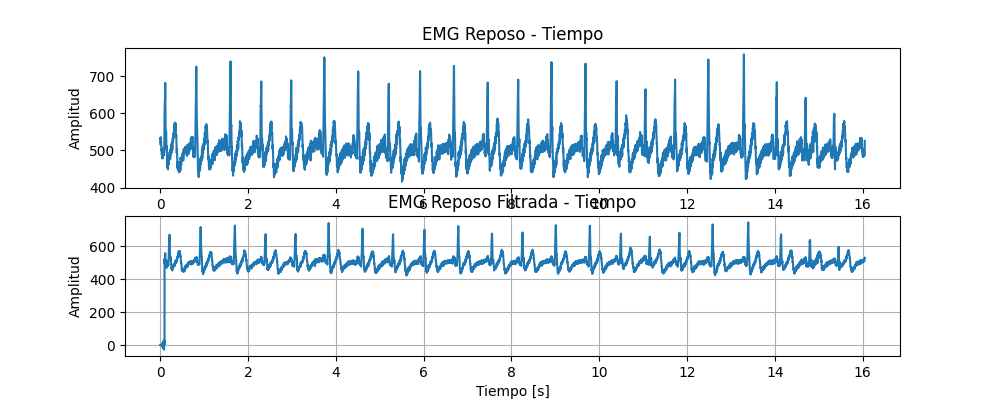 EMG Reposo - Tiempo
Amplitud
700
600
500
400
0 2 4 6 8 10 12 14 16
EMG Reposo Filtrada - Tiempo
Amplitud
600
400
200
0
0 2 4 6 8 10 12 14 16
Tiempo [s]